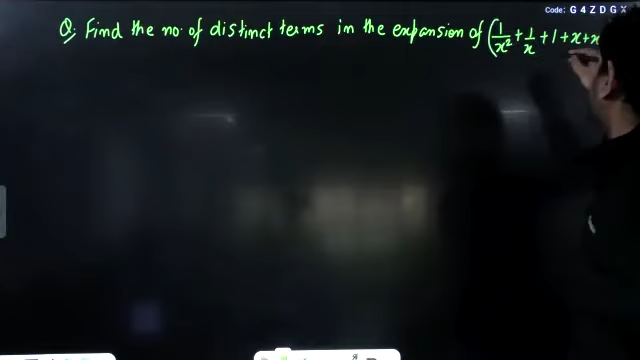 Code: G 4 Z D G X
Q. Find the no. of distinct terms in the expansion of (1/x² + 1/x + 1 + x + x